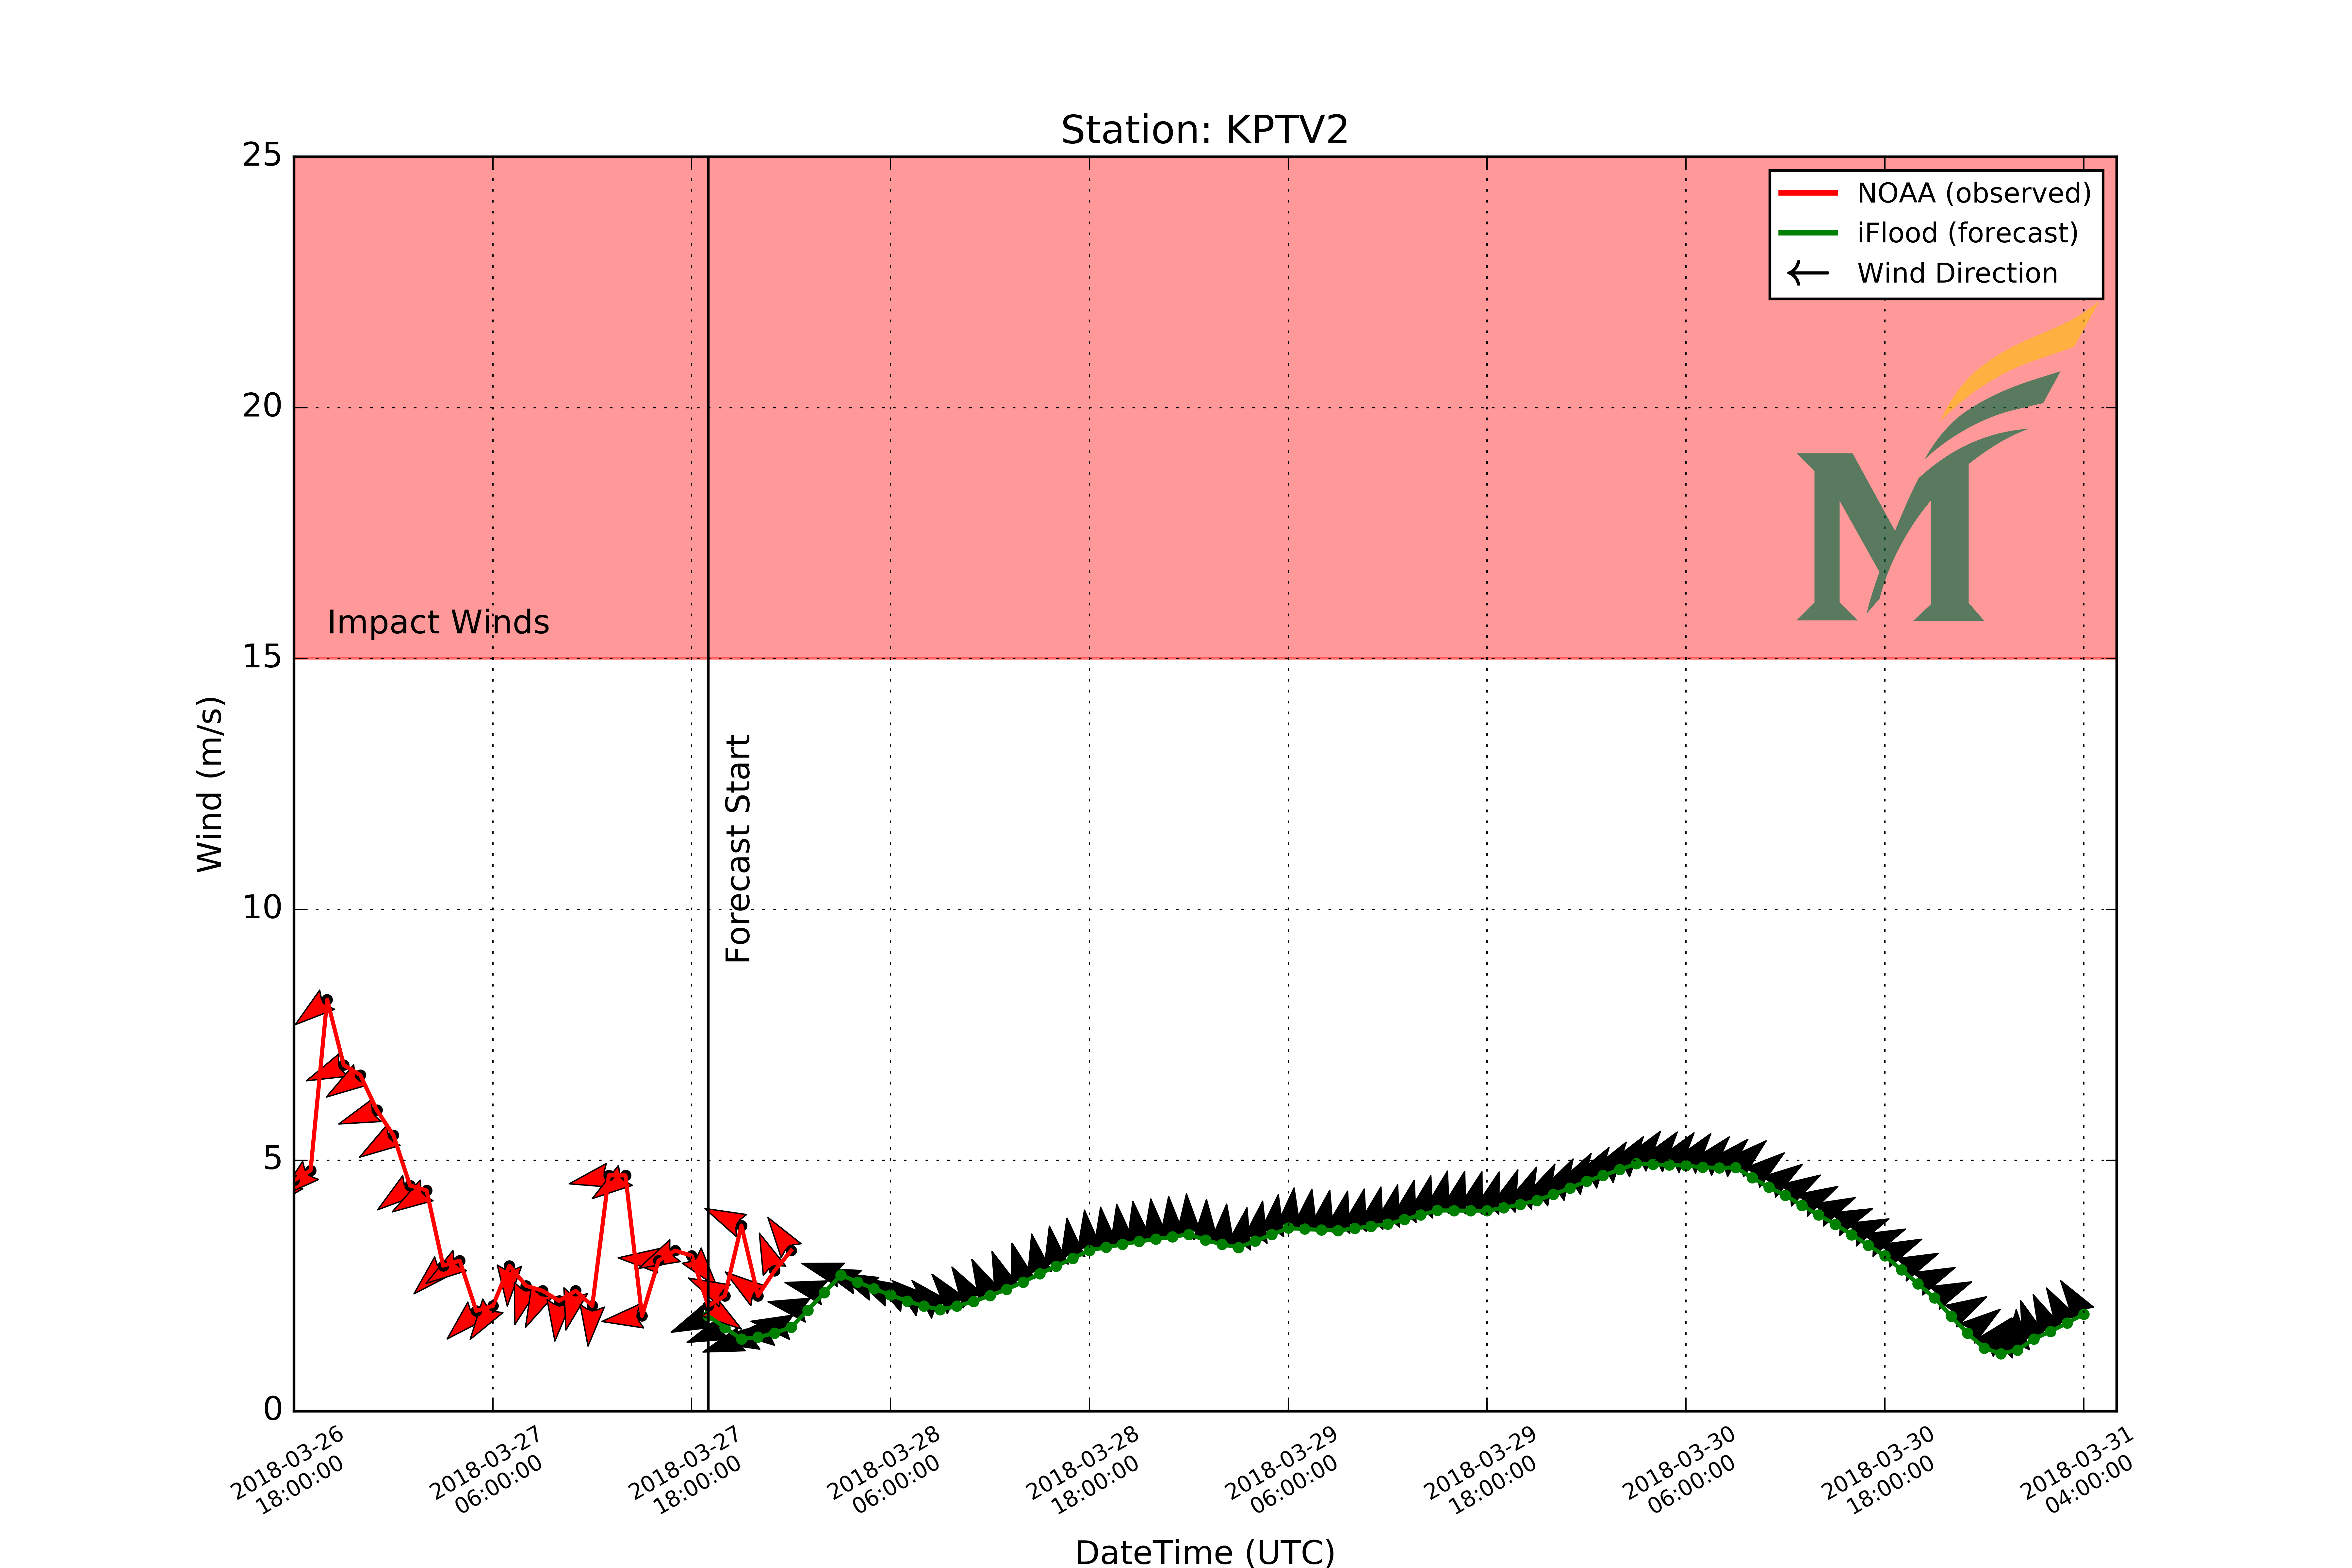 Station: KPTV2
25
20
15
10
5
0
Wind (m/s)
NOAA (observed)
iFlood (forecast)
Wind Direction
M
Impact Winds
Forecast Start
2018-03-26
18:00:00
2018-03-27
06:00:00
2018-03-27
18:00:00
2018-03-28
06:00:00
2018-03-28
18:00:00
2018-03-29
06:00:00
2018-03-29
18:00:00
2018-03-30
06:00:00
2018-03-30
18:00:00
2018-03-31
04:00:00
DateTime (UTC)